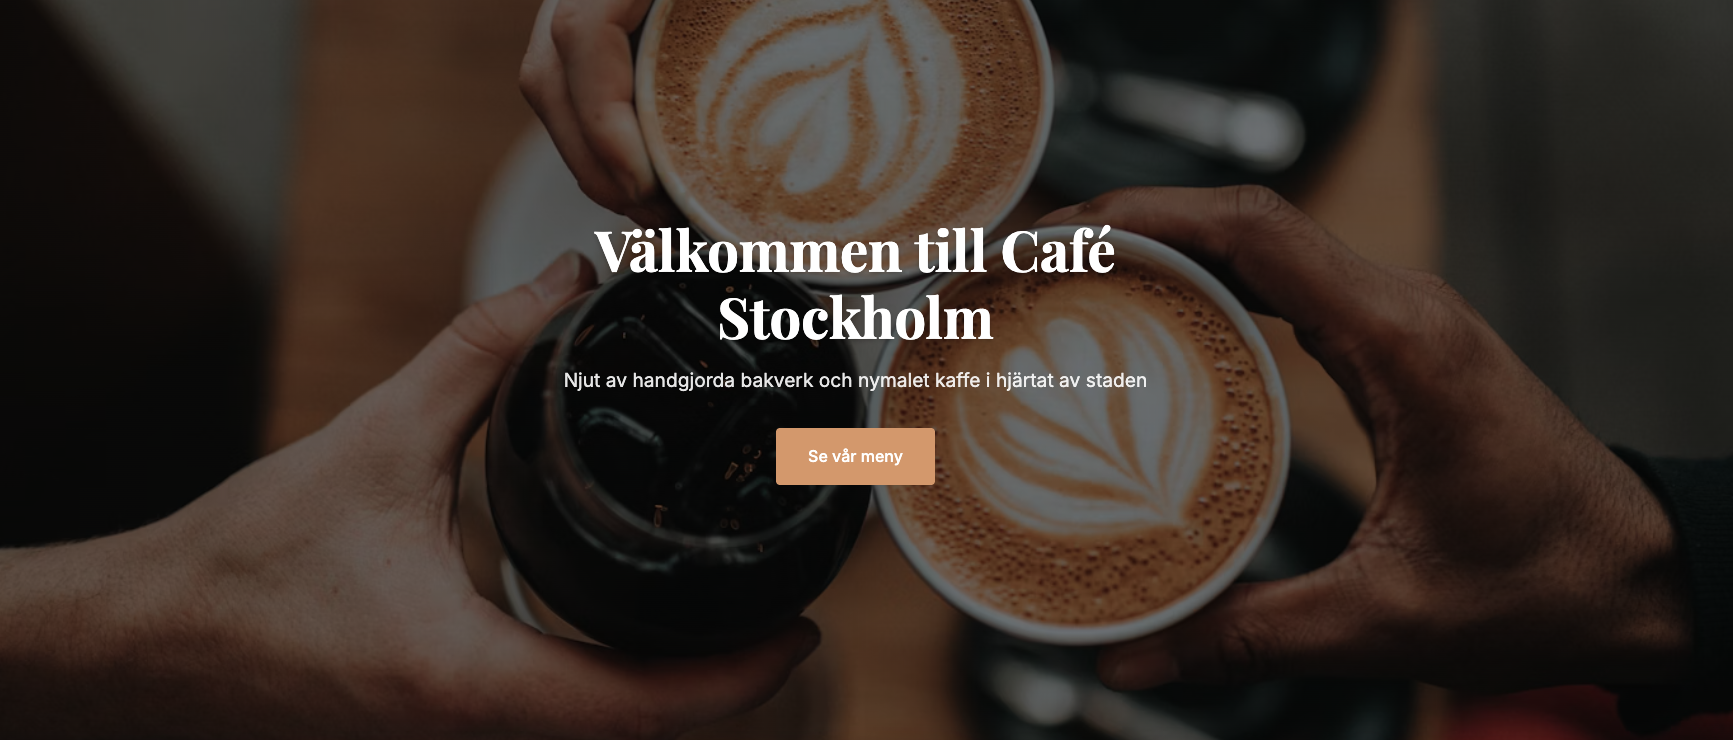 Välkommen till Café
Stockholm
Njut av handgjorda bakverk och nymalet kaffe i hjärtat av staden
Se vår meny